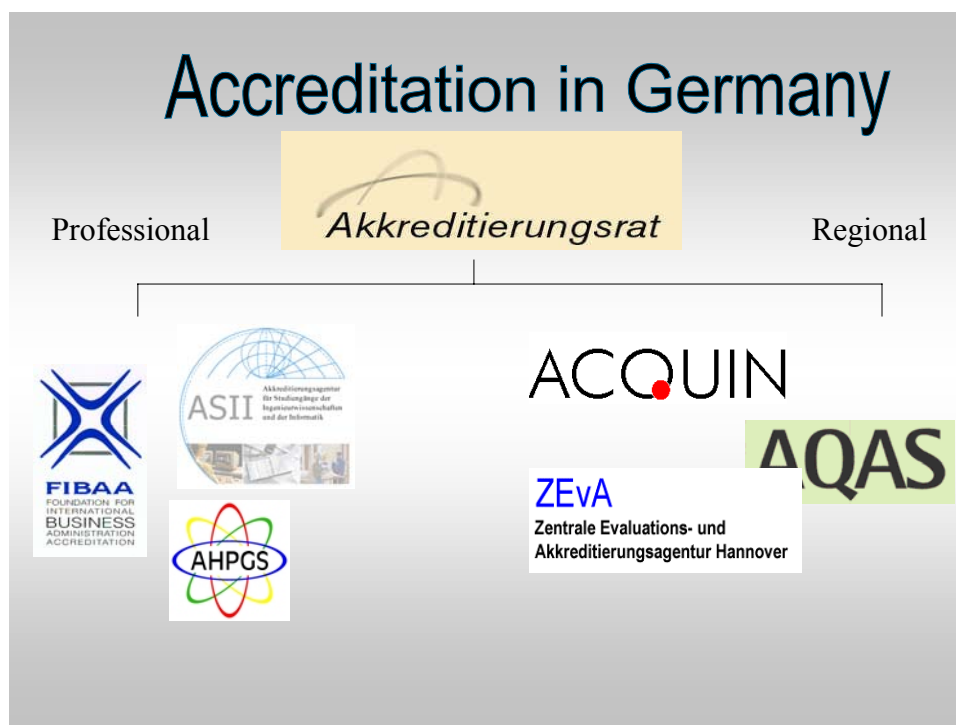 Accreditation in Germany
Akkreditierungsrat
Professional
Regional
FIBAA
FOUNDATION FOR
INTERNATIONAL
BUSINESS
ADMINISTRATION
ACCREDITATION
ASII
Akkreditierungsagentur
für Studiengänge der
Ingenieurwissenschaften
und der Informatik
AHPGS
ACQUIN
AQAS
ZEvA
Zentrale Evaluations- und
Akkreditierungsagentur Hannover